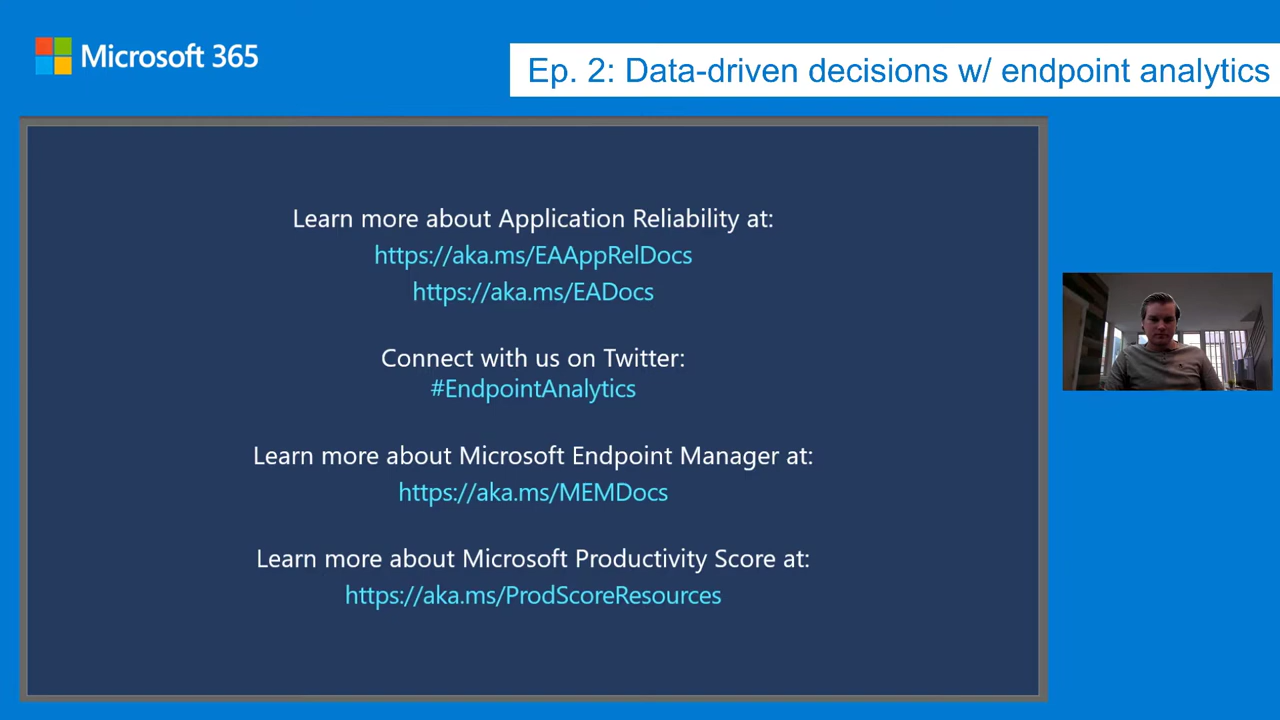 Microsoft 365
Ep. 2: Data-driven decisions w/ endpoint analytics
Learn more about Application Reliability at:
https://aka.ms/EAAppRelDocs
https://aka.ms/EADocs
Connect with us on Twitter:
#EndpointAnalytics
Learn more about Microsoft Endpoint Manager at:
https://aka.ms/MEMDocs
Learn more about Microsoft Productivity Score at:
https://aka.ms/ProdScoreResources